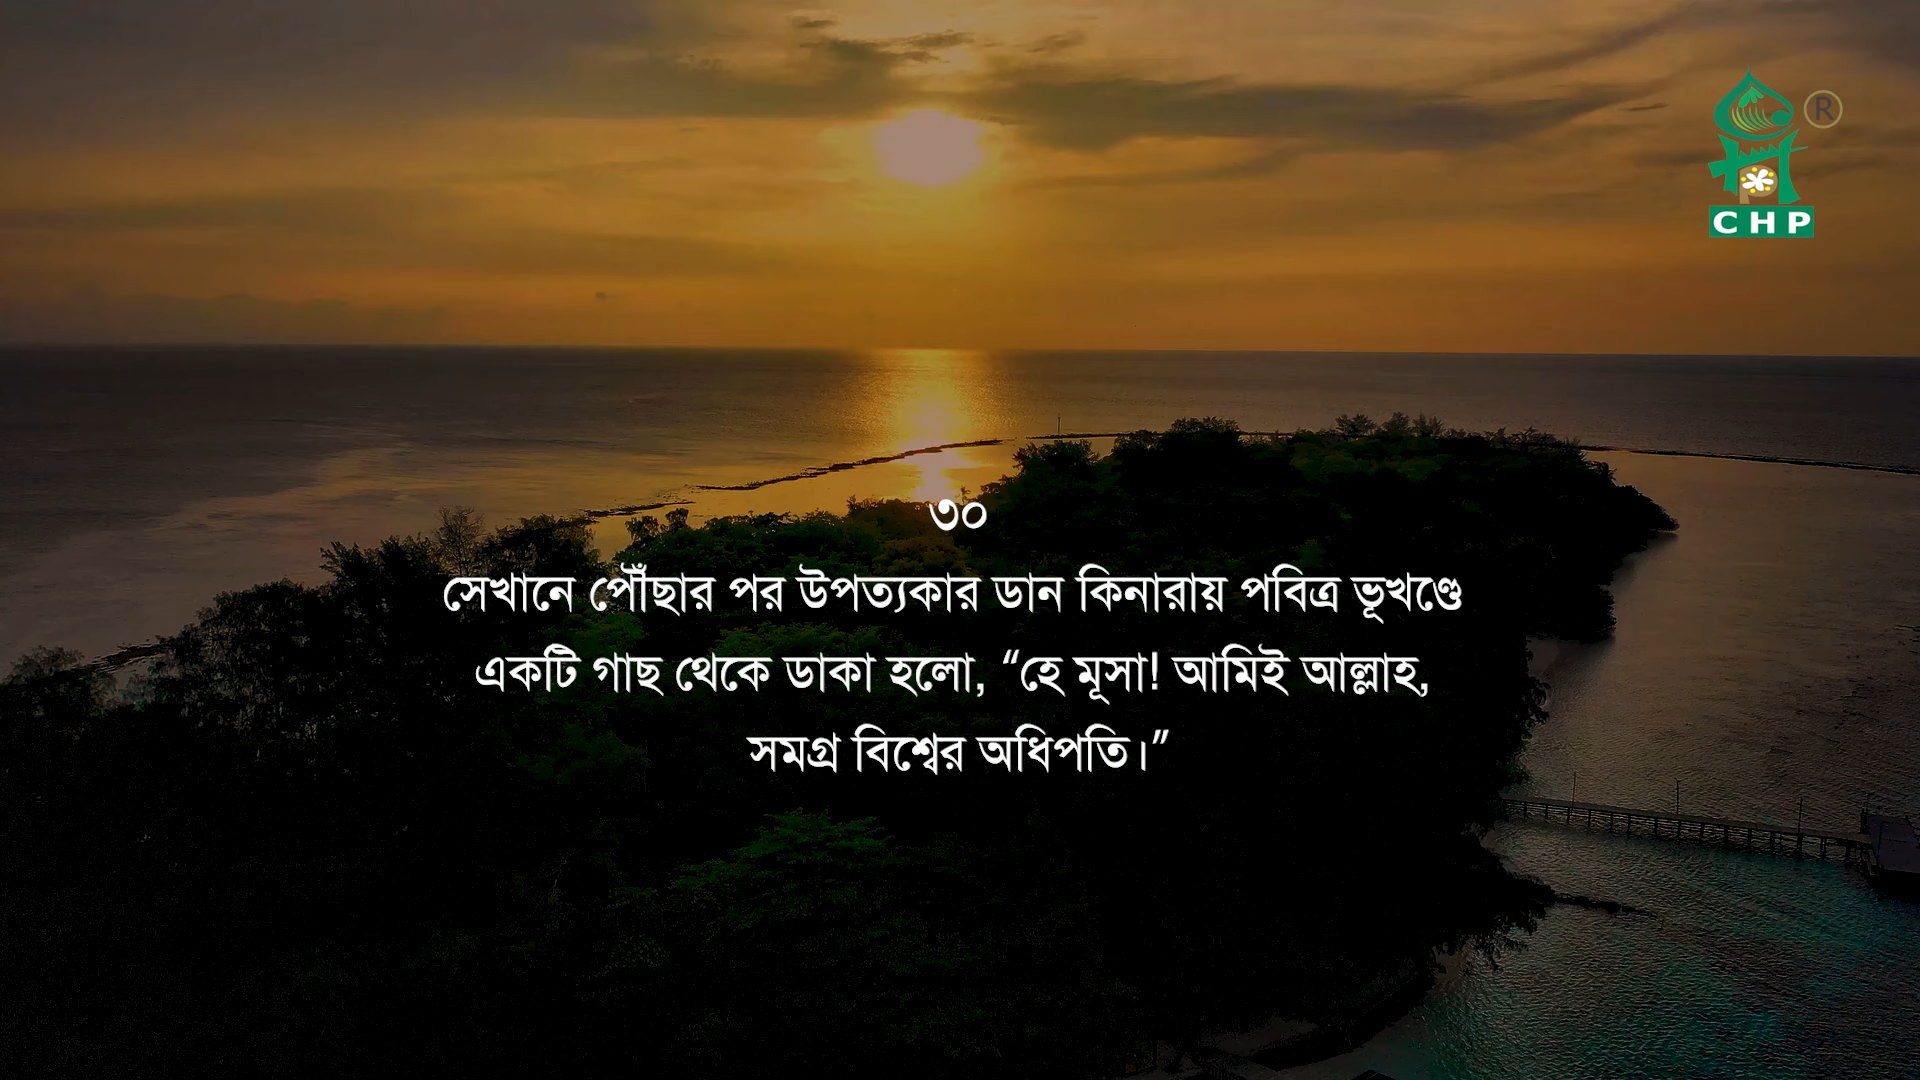 ®
CHP
৩০
সেখানে পৌঁছার পর উপত্যকার ডান কিনারায় পবিত্র ভূখণ্ডে
একটি গাছ থেকে ডাকা হলো, “হে মূসা! আমিই আল্লাহ,
সমগ্র বিশ্বের অধিপতি।”